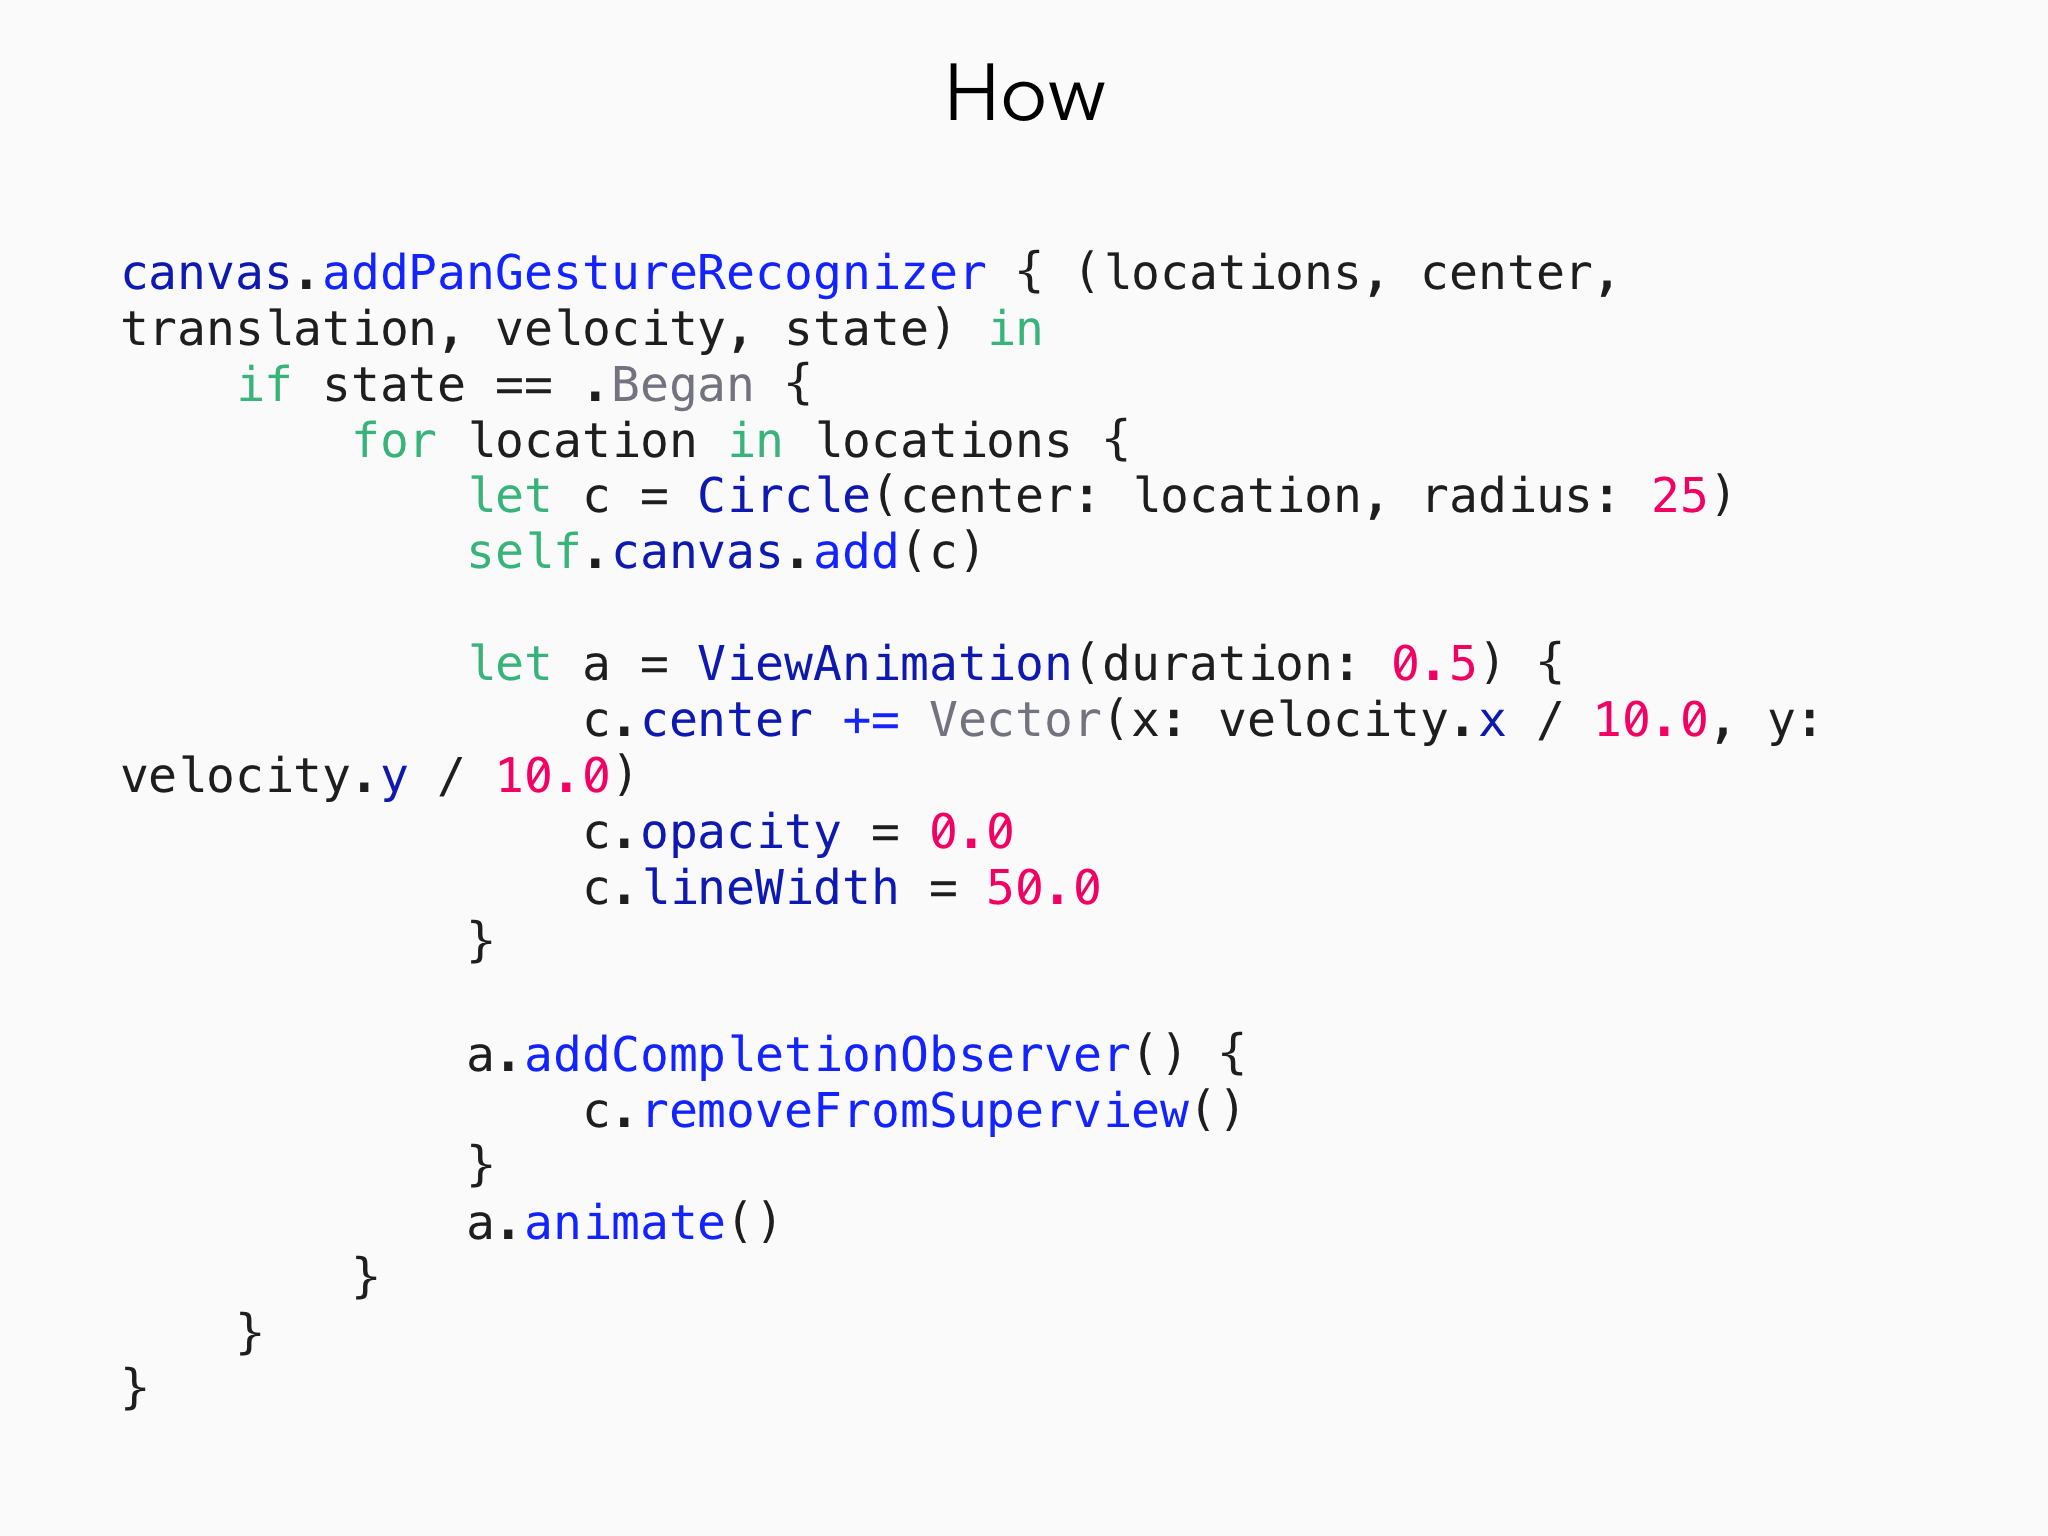 How
canvas.addPanGestureRecognizer { (locations, center,
translation, velocity, state) in
    if state == .Began {
        for location in locations {
            let c = Circle(center: location, radius: 25)
            self.canvas.add(c)

            let a = ViewAnimation(duration: 0.5) {
                c.center += Vector(x: velocity.x / 10.0, y:
velocity.y / 10.0)
                c.opacity = 0.0
                c.lineWidth = 50.0
            }

            a.addCompletionObserver() {
                c.removeFromSuperview()
            }
            a.animate()
        }
    }
}